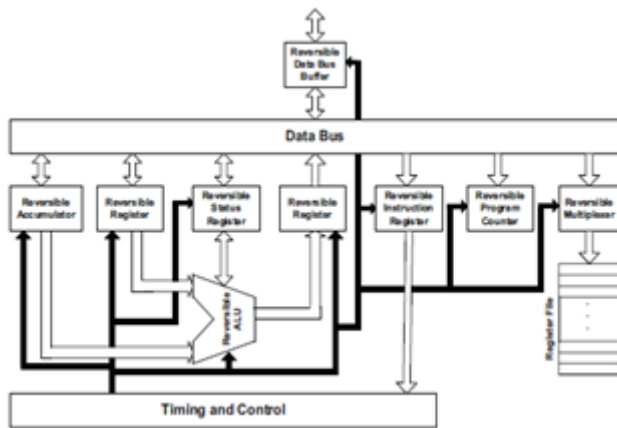 Reversible
Data Bus
Buffer
Data Bus
Reversible
Accumulator
Reversible
Register
Reversible
Status
Register
Reversible
Register
Reversible
Instruction
Register
Reversible
Program
Counter
Reversible
Multiplexer
Reversible
ALU
Register File
Timing and Control